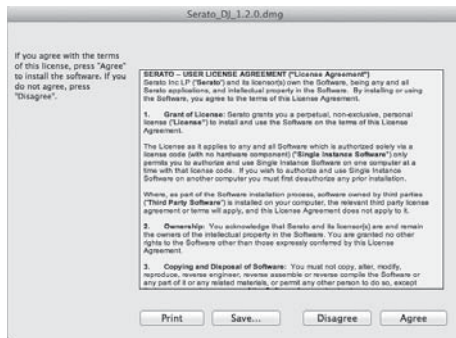 Serato_DJ_1.2.0.dmg
If you agree with the terms
of this license, press "Agree"
to install the software. If you
do not agree, press
"Disagree".
SERATO – USER LICENSE AGREEMENT ("License Agreement")
Serato Inc LP ("Serato") and its licensor(s) own the Software, being any and all
Serato applications, and intellectual property in the Software. By installing or using
the Software, you agree to the terms of this License Agreement.
1. Grant of License: Serato grants you a perpetual, non-exclusive, personal
license ("License") to install and use the Software on the terms of this License
Agreement.
The License as it applies to any and all Software which is authorized solely via a
license code (with no hardware component) ("Single Instance Software") only
permits you to authorize and use Single Instance Software on one computer at a
time with that license code. If you wish to authorize and use Single Instance
Software on another computer you must first deauthorize any prior installation.
Where, as part of the Software installation process, software owned by third parties
("Third Party Software") is installed on your computer, the relevant third party license
agreement or terms will apply, and this License Agreement does not apply to it.
2. Ownership: You acknowledge that Serato and its licensor(s) are and remain
the owners of the intellectual property in the Software. You are granted no other
rights to the Software other than those expressly conferred by this License
Agreement.
3. Copying and Disposal of Software: You must not copy, alter, modify,
reproduce, reverse engineer, reverse assemble or reverse compile the Software or
any part of it or any related materials, or permit any other person to do so, except
Print Save... Disagree Agree